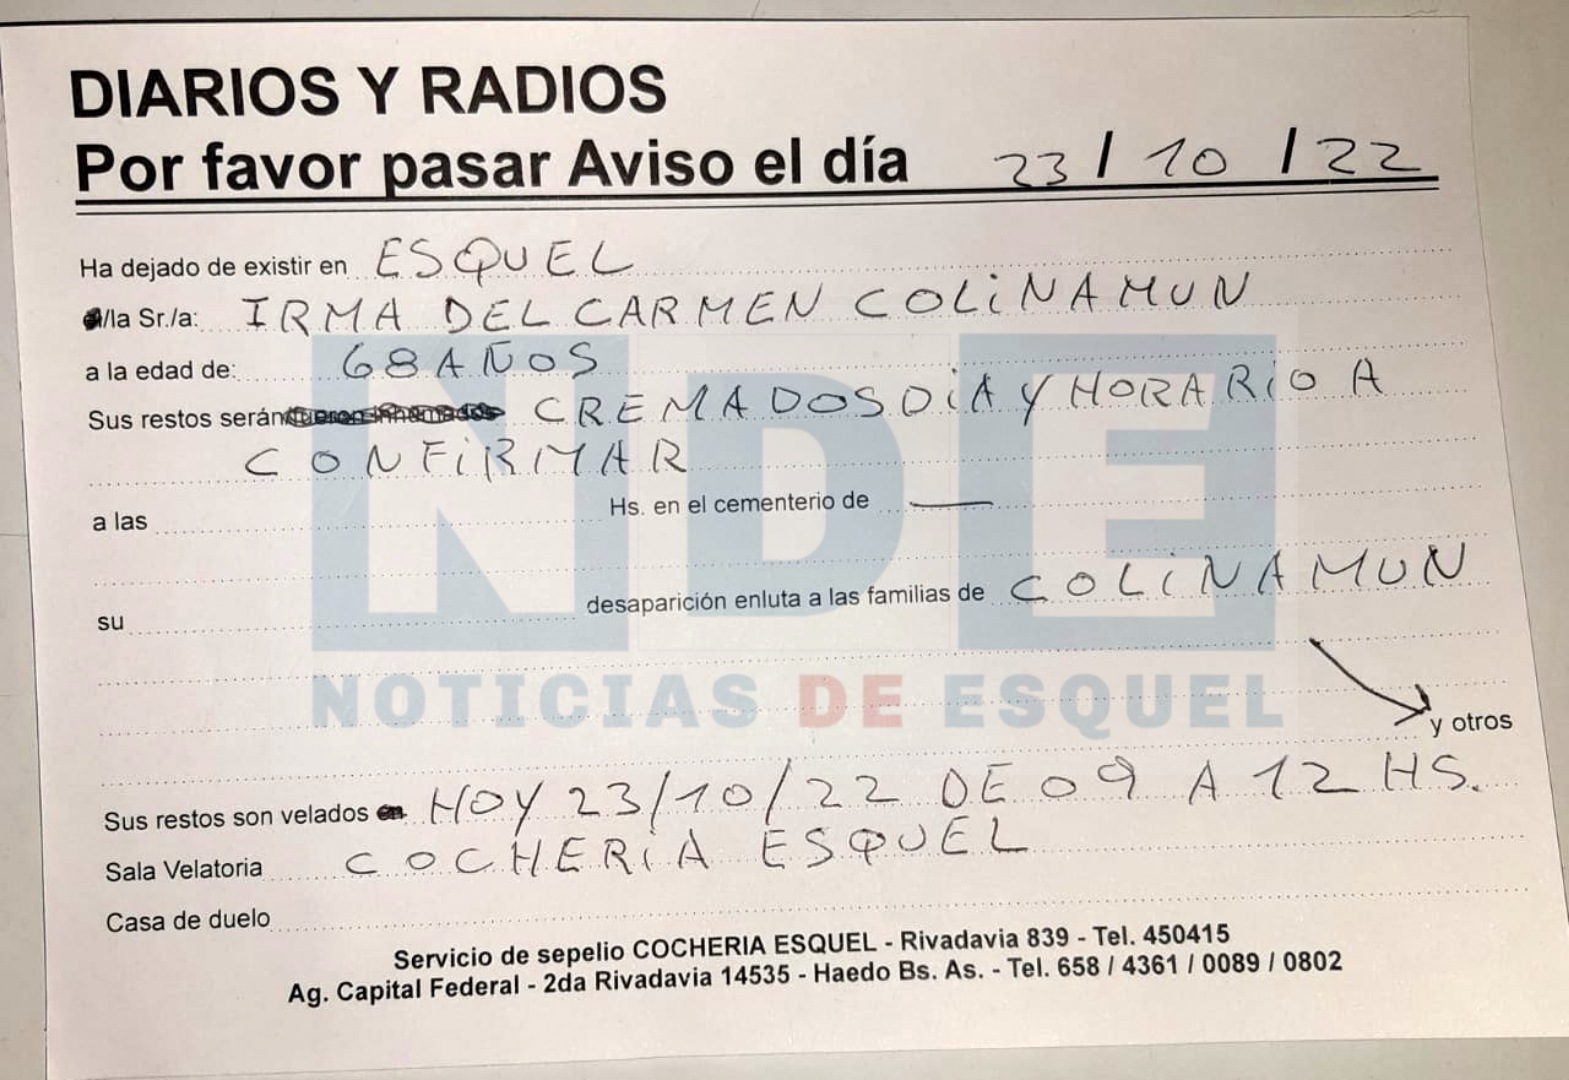 DIARIOS Y RADIOS
Por favor pasar Aviso el día 23 / 10 / 22
Ha dejado de existir en ESQUEL
/la Sr./a: IRMA DEL CARMEN COLiNAMUN
a la edad de: 68 AÑOS
Sus restos serán fueron inhumados CREMADOS DiA Y HORARiO A
CONFiRMAR
a las Hs. en el cementerio de —
su desaparición enluta a las familias de COLiNAMUN
y otros
NDE
NOTICIAS DE ESQUEL
Sus restos son velados en HOY 23/10/22 DE 09 A 12 HS.
Sala Velatoria COCHERiA ESQUEL
Casa de duelo
Servicio de sepelio COCHERIA ESQUEL - Rivadavia 839 - Tel. 450415
Ag. Capital Federal - 2da Rivadavia 14535 - Haedo Bs. As. - Tel. 658 / 4361 / 0089 / 0802